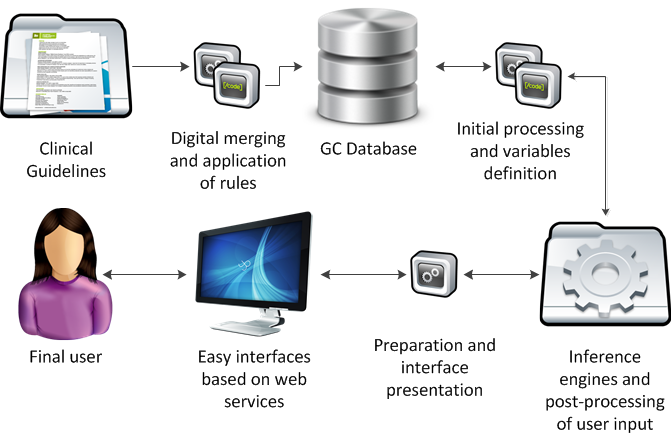 [/code]
[/code]
Clinical
Guidelines
Digital merging
and application
of rules
GC Database
Initial processing
and variables
definition
Final user
Easy interfaces
based on web
services
Preparation and
interface
presentation
Inference
engines and
post-processing
of user input